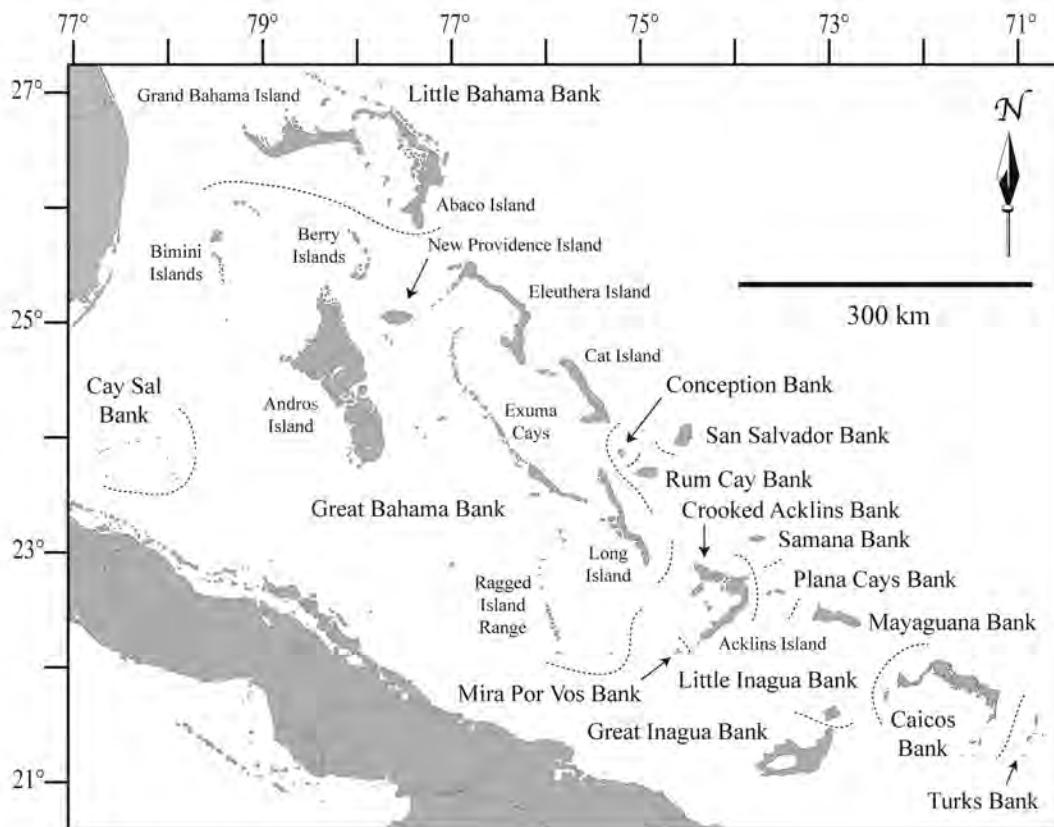 77° 79° 77° 75° 73° 71°
27°
Grand Bahama Island
Little Bahama Bank
N
Abaco Island
Bimini
Islands
Berry
Islands
New Providence Island
Eleuthera Island
300 km
25°
Cat Island
Cay Sal
Bank
Andros
Island
Exuma
Cays
Conception Bank
San Salvador Bank
Rum Cay Bank
Great Bahama Bank
Crooked Acklins Bank
Samana Bank
23°
Long
Island
Ragged
Island
Range
Plana Cays Bank
Mayaguana Bank
Acklins Island
Mira Por Vos Bank
Little Inagua Bank
Great Inagua Bank
Caicos
Bank
21°
Turks Bank